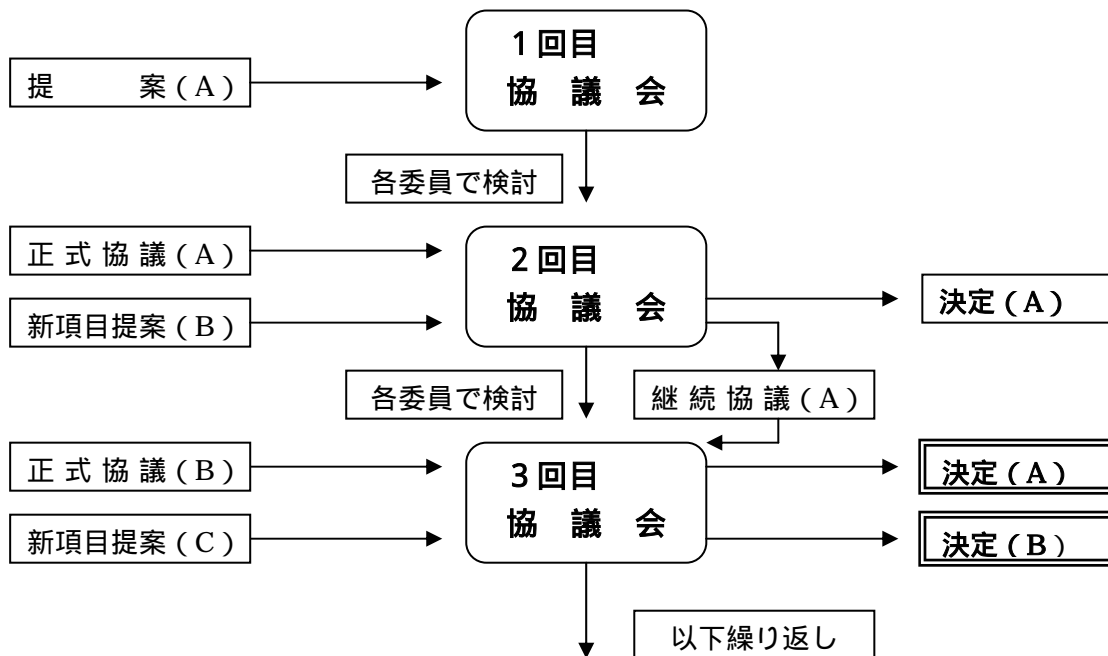 1回目
協 議 会
提 案(A)
各委員で検討
正式協議(A)
新項目提案(B)
2回目
協 議 会
決定(A)
各委員で検討
継続協議(A)
正式協議(B)
新項目提案(C)
3回目
協 議 会
決定(A)
決定(B)
以下繰り返し